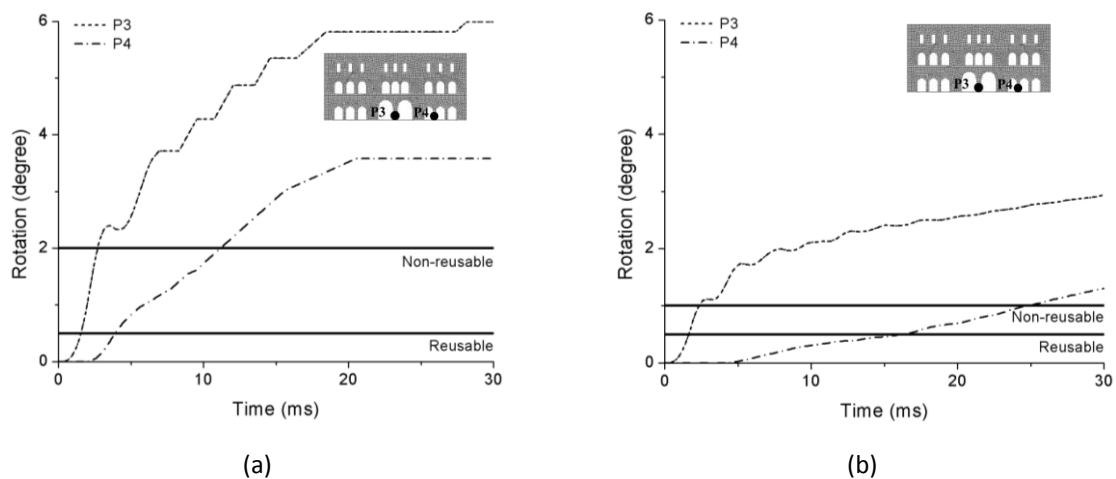 P3
P4
6
4
2
0
Rotation (degree)
P3 P4
Non-reusable
Reusable
0 10 20 30
Time (ms)
(a)
P3
P4
6
4
2
0
Rotation (degree)
P3 P4
Non-reusable
Reusable
0 10 20 30
Time (ms)
(b)